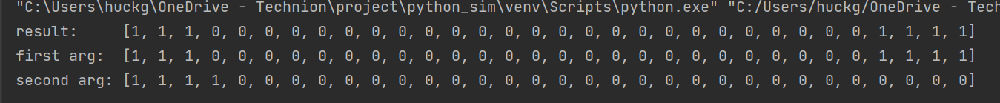 "C:\Users\huckg\OneDrive - Technion\project\python_sim\venv\Scripts\python.exe" "C:/Users/huckg/OneDrive - Tech
result: [1, 1, 1, 0, 0, 0, 0, 0, 0, 0, 0, 0, 0, 0, 0, 0, 0, 0, 0, 0, 0, 0, 0, 0, 0, 0, 0, 0, 1, 1, 1, 1]
first arg: [1, 1, 1, 0, 0, 0, 0, 0, 0, 0, 0, 0, 0, 0, 0, 0, 0, 0, 0, 0, 0, 0, 0, 0, 0, 0, 0, 0, 1, 1, 1, 1]
second arg: [1, 1, 1, 1, 0, 0, 0, 0, 0, 0, 0, 0, 0, 0, 0, 0, 0, 0, 0, 0, 0, 0, 0, 0, 0, 0, 0, 0, 0, 0, 0, 0]